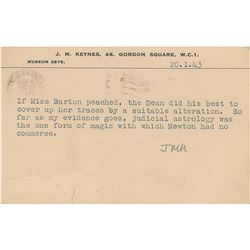 J. M. KEYNES, 46, GORDON SQUARE, W.C.1.
MUSEUM 3875.
20.1.43
If Miss Barton peached, the Dean did his best to
cover up her traces by a suitable alteration. So
far as my evidence goes, judicial astrology was
the one form of magic with which Newton had no
commerce.
JMK